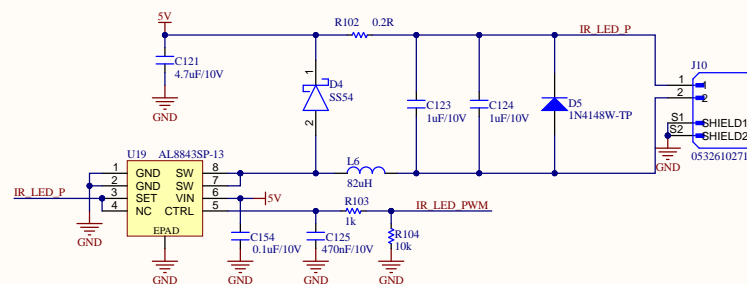 5V
R102 0.2R
IR_LED_P
C121
4.7uF/10V
GND
1
D4
SS54
2
C123
1uF/10V
C124
1uF/10V
D5
1N4148W-TP
J10
1 1
2 2
S1 SHIELD1
S2 SHIELD2
GND
0532610271
U19 AL8843SP-13
1 GND SW 8
2 GND SW 7
3 SET VIN 6
4 NC CTRL 5
EPAD
IR_LED_P
GND
GND
L6
82uH
5V
R103
1k
IR_LED_PWM
C154
0.1uF/10V
GND
C125
470nF/10V
GND
R104
10k
GND